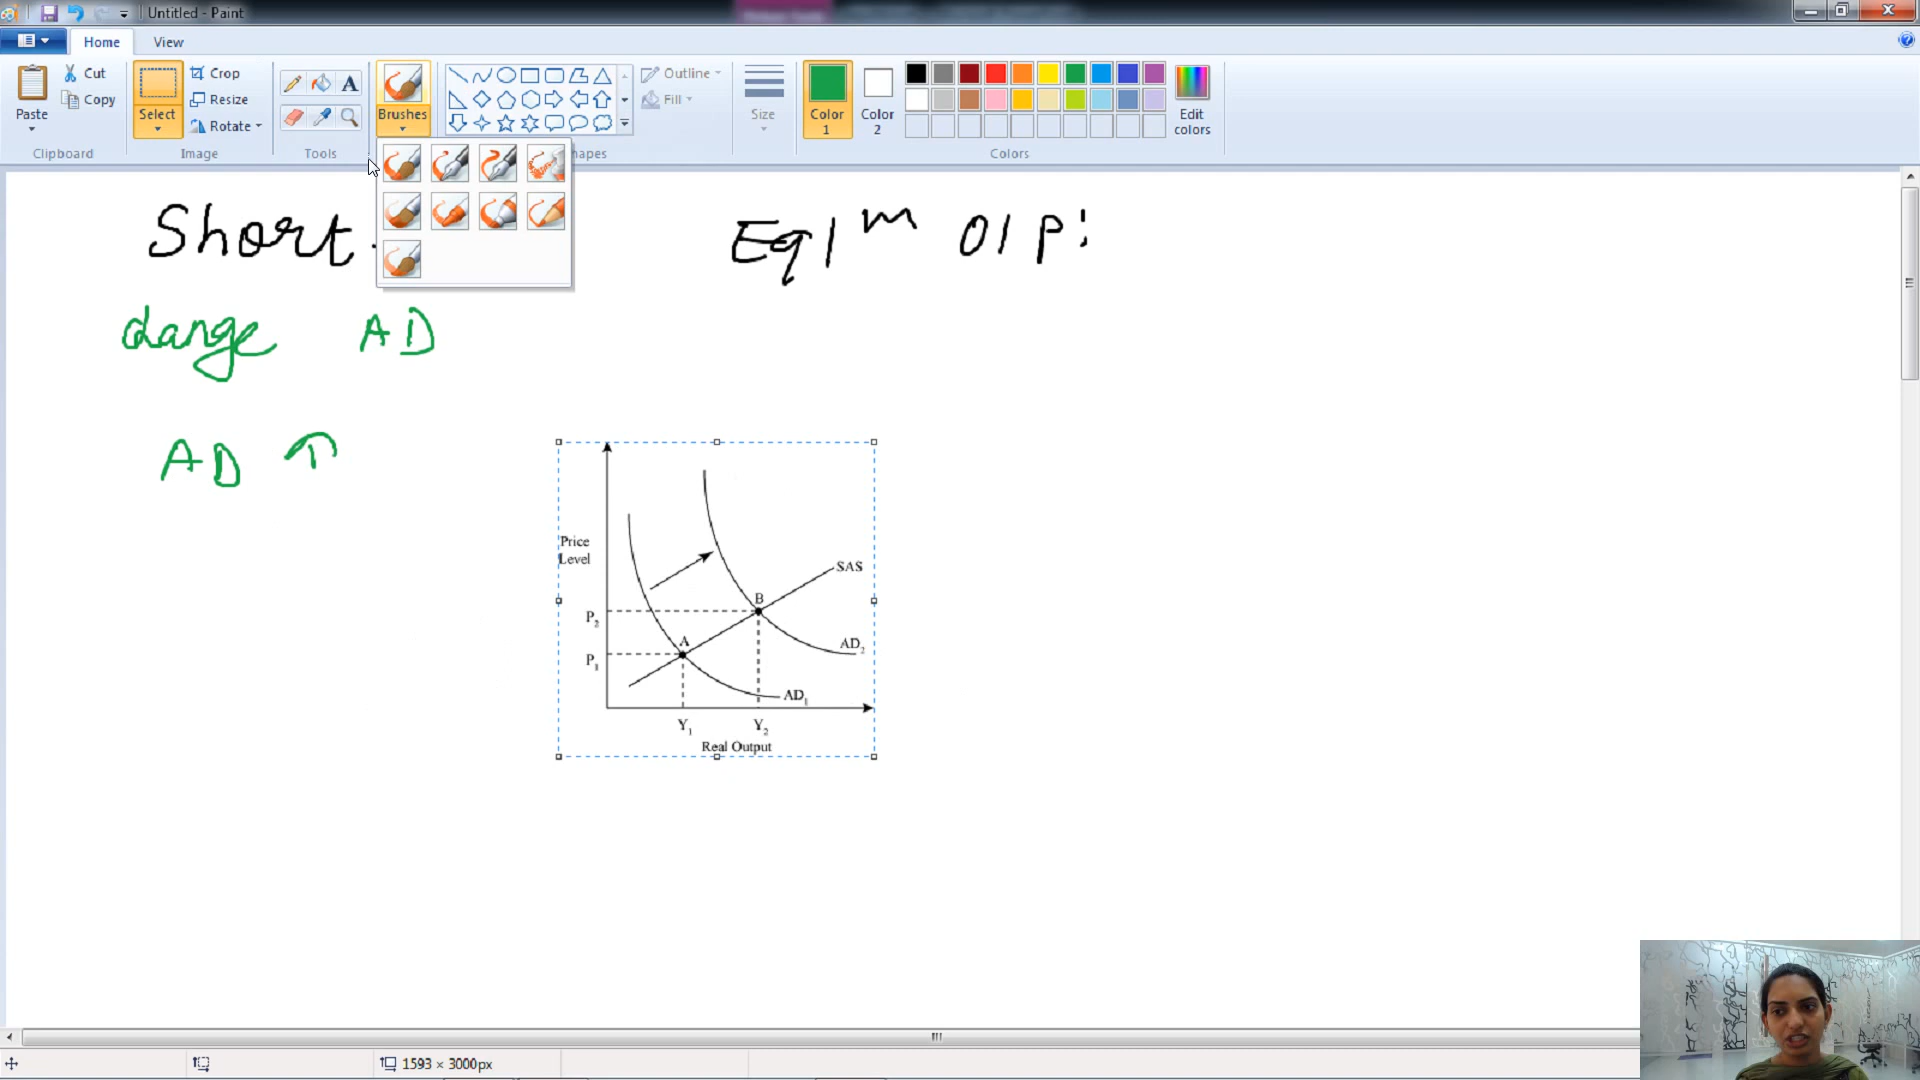 Untitled - Paint
Home View
Cut
Copy
Paste
Select
Crop
Resize
Rotate
Brushes
Outline
Fill
Size
Color 1
Color 2
Edit colors
Clipboard Image Tools hapes Colors
Short Eqlᵐ O/P:
AD
AD ↑
Price Level
SAS
B
P₂
AD₂
A
P₁
AD₁
Y₁ Y₂
Real Output
1593 × 3000px